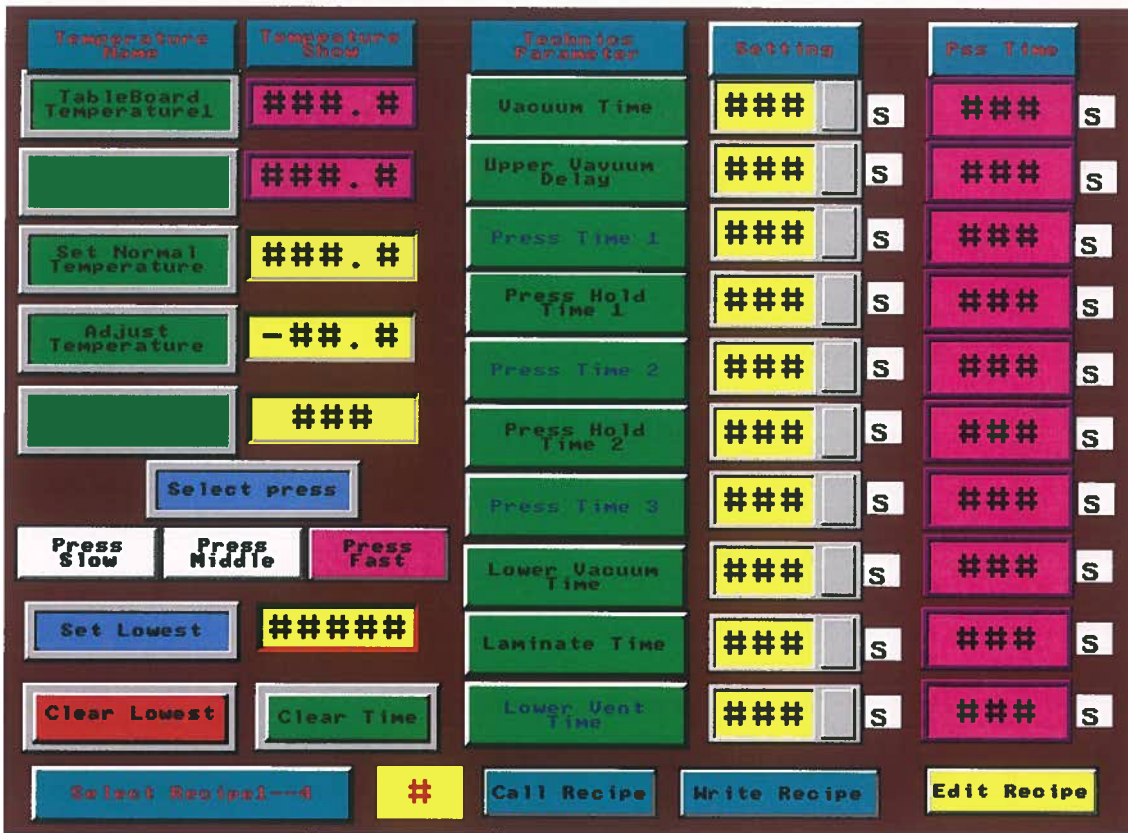 Temperature
Name
Tempeature
Show
Technics
Parameter
Setting
Pss Time
TableBoard
Temperature1
###.#
Vacuum Time
###
S
###
S
###.#
Upper Vavuum
Delay
###
S
###
S
Set Normal
Temperature
###.#
Press Time 1
###
S
###
S
Press Hold
Time 1
###
S
###
S
Adjust
Temperature
-##.#
Press Time 2
###
S
###
S
###
Press Hold
Time 2
###
S
###
S
Select press
Press Time 3
###
S
###
S
Press
Slow
Press
Middle
Press
Fast
Lower Vacuum
Time
###
S
###
S
Set Lowest
#####
Laminate Time
###
S
###
S
Clear Lowest
Clear Time
Lower Vent
Time
###
S
###
S
Select Recipe1--4
#
Call Recipe
Write Recipe
Edit Recipe